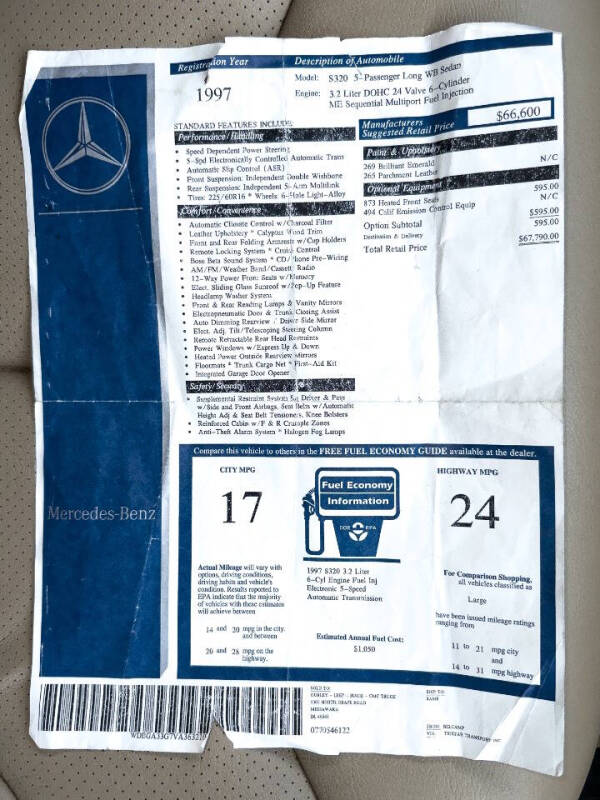 Registration Year
Description of Automobile
1997
Model: S320 5-Passenger Long WB Sedan
Engine: 3.2 Liter DOHC 24 Valve 6-Cylinder
ME Sequential Multiport Fuel Injection
STANDARD FEATURES INCLUDE:
Performance/Handling
• Speed Dependent Power Steering
• 5-Spd Electronically Controlled Automatic Trans
• Automatic Slip Control (ASR)
• Front Suspension: Independent Double Wishbone
• Rear Suspension: Independent 5-Arm Multilink
• Tires: 225/60R16 * Wheels: 6-Hole Light-Alloy
Comfort/Convenience
• Automatic Climate Control w/Charcoal Filter
• Leather Upholstery * Calyptus Wood Trim
• Front and Rear Folding Armrests w/Cup Holders
• Remote Locking System * Cruise Control
• Bose Beta Sound System * CD/Phone Pre-Wiring
• AM/FM/Weather Band/Cassette Radio
• 12-Way Power Front Seats w/Memory
• Elect. Sliding Glass Sunroof w/Pop-Up Feature
• Headlamp Washer System
• Front & Rear Reading Lamps & Vanity Mirrors
• Electropneumatic Door & Trunk Closing Assist
• Auto Dimming Rearview / Driver Side Mirror
• Elect. Adj. Tilt/Telescoping Steering Column
• Remote Retractable Rear Head Restraints
• Power Windows w/Express Up & Down
• Heated Power Outside Rearview Mirrors
• Floormats * Trunk Cargo Net * First-Aid Kit
• Integrated Garage Door Opener
Safety/Security
• Supplemental Restraint System for Driver & Pass
w/Side and Front Airbags, Seat Belts w/Automatic
Height Adj & Seat Belt Tensioners, Knee Bolsters
• Reinforced Cabin w/F & R Crumple Zones
• Anti-Theft Alarm System * Halogen Fog Lamps
Manufacturers
Suggested Retail Price
$66,600
Paint & Upholstery
269 Brilliant Emerald N/C
265 Parchment Leather N/C
Optional Equipment
873 Heated Front Seats 595.00
494 Calif Emission Control Equip N/C
Option Subtotal $595.00
Destination & Delivery 595.00
Total Retail Price $67,790.00
Mercedes-Benz
Compare this vehicle to others in the FREE FUEL ECONOMY GUIDE available at the dealer.
CITY MPG
17
Fuel Economy
Information
DOE EPA
HIGHWAY MPG
24
Actual Mileage will vary with
options, driving conditions,
driving habits and vehicle's
condition. Results reported to
EPA indicate that the majority
of vehicles with these estimates
will achieve between
14 and 20 mpg in the city
and between
20 and 28 mpg on the
highway.
1997 S320 3.2 Liter
6-Cyl Engine Fuel Inj
Electronic 5-Speed
Automatic Transmission
Estimated Annual Fuel Cost:
$1,050
For Comparison Shopping,
all vehicles classified as
Large
have been issued mileage ratings
ranging from
11 to 21 mpg city
and
14 to 31 mpg highway
SOLD TO:
0770546122
SHIP TO:
SAME
FROM: BELCAMP